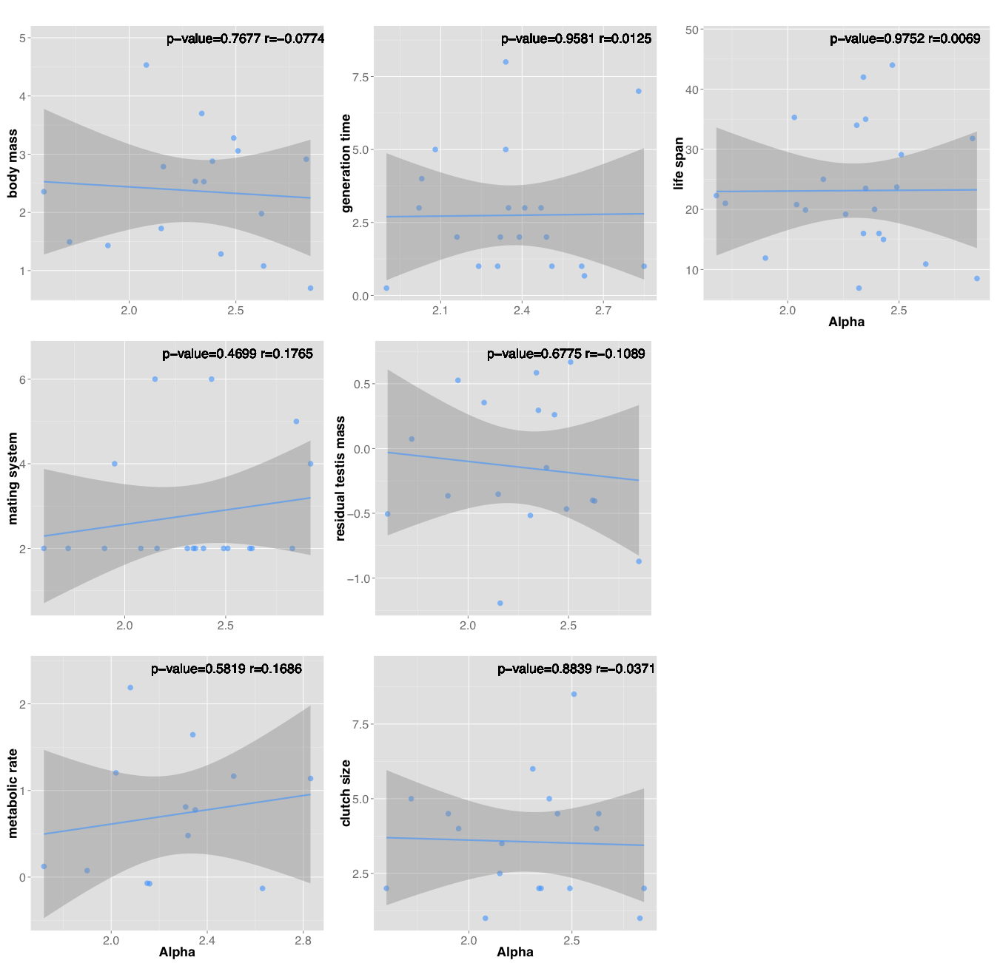 p−value=0.7677 r=−0.0774
body mass
5
4
3
2
1
2.0 2.5
p−value=0.9581 r=0.0125
generation time
7.5
5.0
2.5
0.0
2.1 2.4 2.7
p−value=0.9752 r=0.0069
life span
50
40
30
20
10
2.0 2.5
Alpha
p−value=0.4699 r=0.1765
mating system
6
4
2
2.0 2.5
p−value=0.6775 r=−0.1089
residual testis mass
0.5
0.0
−0.5
−1.0
2.0 2.5
p−value=0.5819 r=0.1686
metabolic rate
2
1
0
2.0 2.4 2.8
Alpha
p−value=0.8839 r=−0.0371
clutch size
7.5
5.0
2.5
2.0 2.5
Alpha